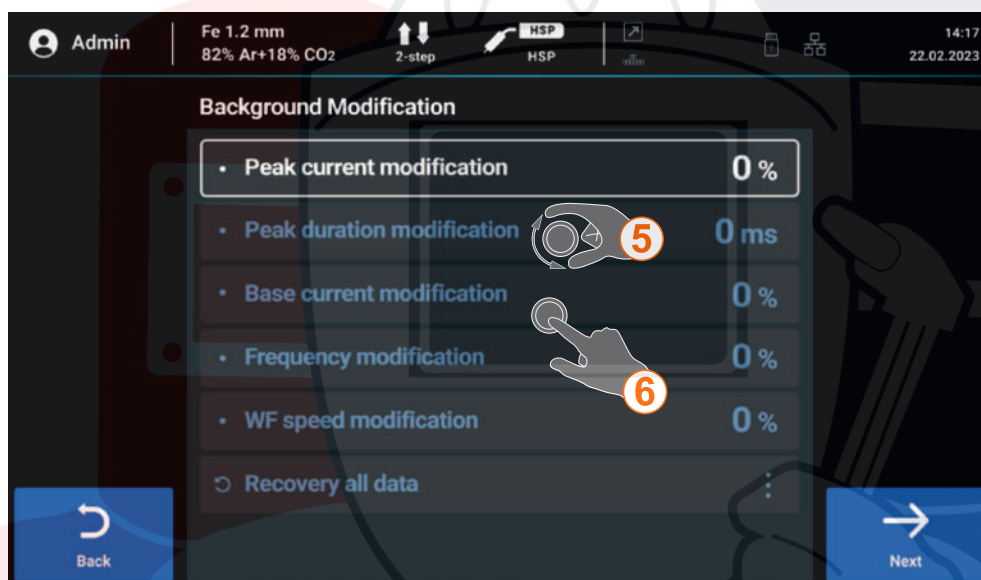 Admin
Fe 1.2 mm
82% Ar+18% CO2
2-step
HSP
HSP
14:17
22.02.2023
Background Modification
• Peak current modification 0 %
• Peak duration modification 0 ms
• Base current modification 0 %
• Frequency modification 0 %
• WF speed modification 0 %
Recovery all data
5
6
Back
Next